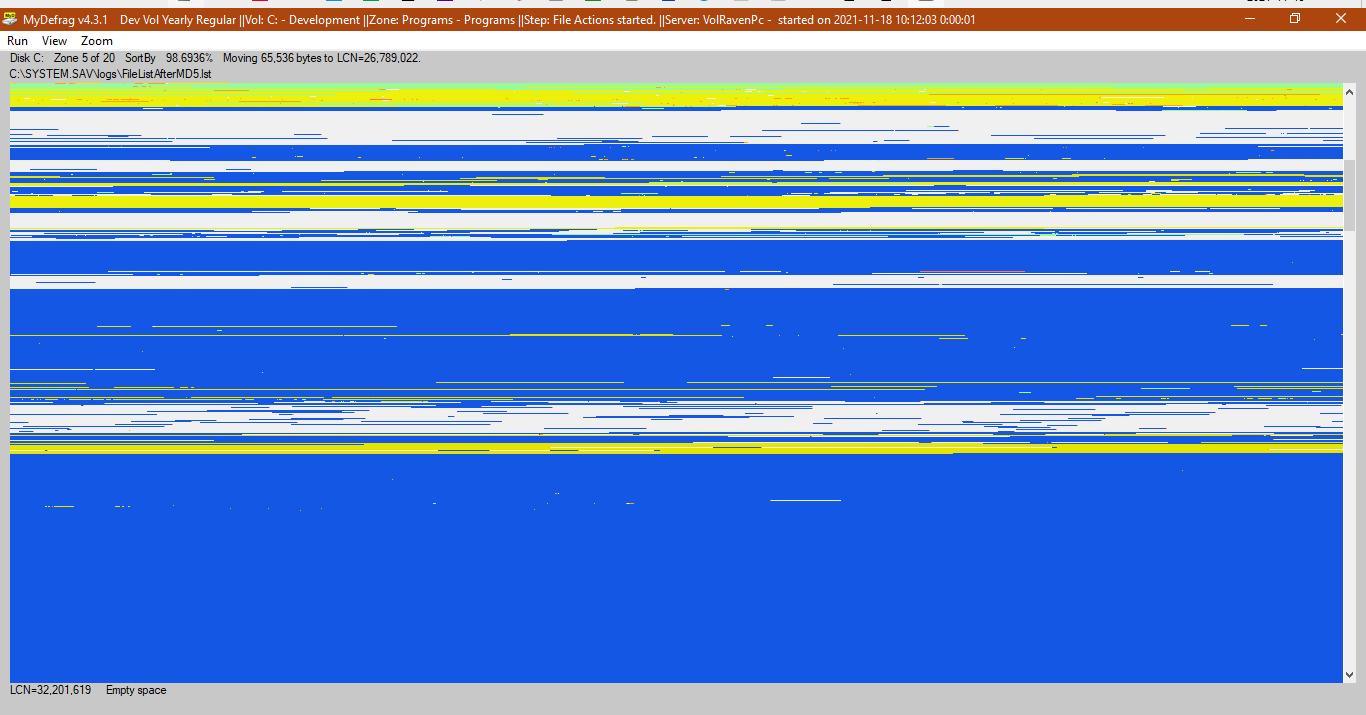 MyDefrag v4.3.1 Dev Vol Yearly Regular ||Vol: C: - Development ||Zone: Programs - Programs ||Step: File Actions started. ||Server: VolRavenPc - started on 2021-11-18 10:12:03 0:00:01
Run View Zoom
Disk C: Zone 5 of 20 SortBy 98.6936% Moving 65,536 bytes to LCN=26,789,022.
C:\SYSTEM.SAV\logs\FileListAfterMD5.lst
LCN=32,201,619 Empty space